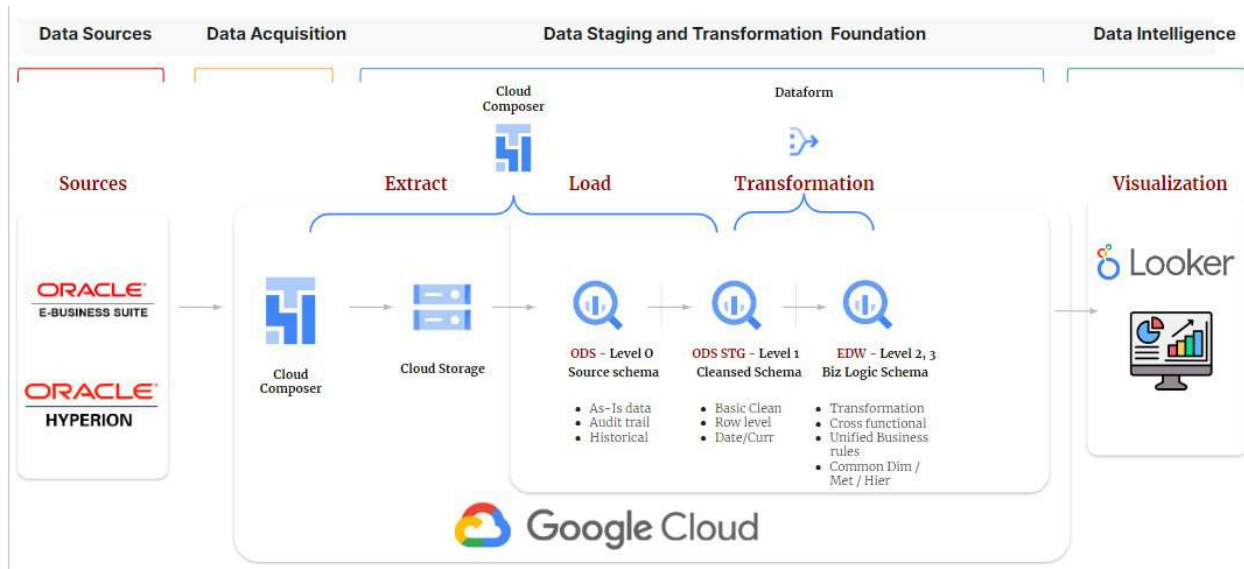 Data Sources
Data Acquisition
Data Staging and Transformation Foundation
Data Intelligence
Cloud
Composer
Dataform
Sources
Extract
Load
Transformation
Visualization
ORACLE
E-BUSINESS SUITE
ORACLE
HYPERION
Cloud
Composer
Cloud Storage
ODS - Level 0
Source schema
As-Is data
Audit trail
Historical
ODS STG - Level 1
Cleansed Schema
Basic Clean
Row level
Date/Curr
EDW - Level 2, 3
Biz Logic Schema
Transformation
Cross functional
Unified Business
rules
Common Dim /
Met / Hier
Looker
Google Cloud